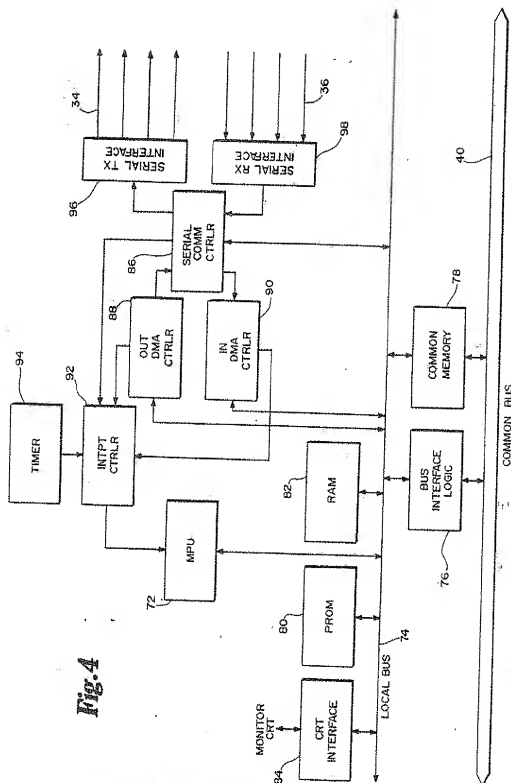 Fig.4
TIMER
94
INTPT
CTRLR
92
MPU
72
OUT
DMA
CTRLR
88
IN
DMA
CTRLR
90
SERIAL
COMM
CTRLR
86
SERIAL TX
INTERFACE
96
34
SERIAL RX
INTERFACE
98
36
MONITOR
CRT
CRT
INTERFACE
84
PROM
80
RAM
82
LOCAL BUS
74
BUS
INTERFACE
LOGIC
76
COMMON
MEMORY
78
COMMON BUS
40